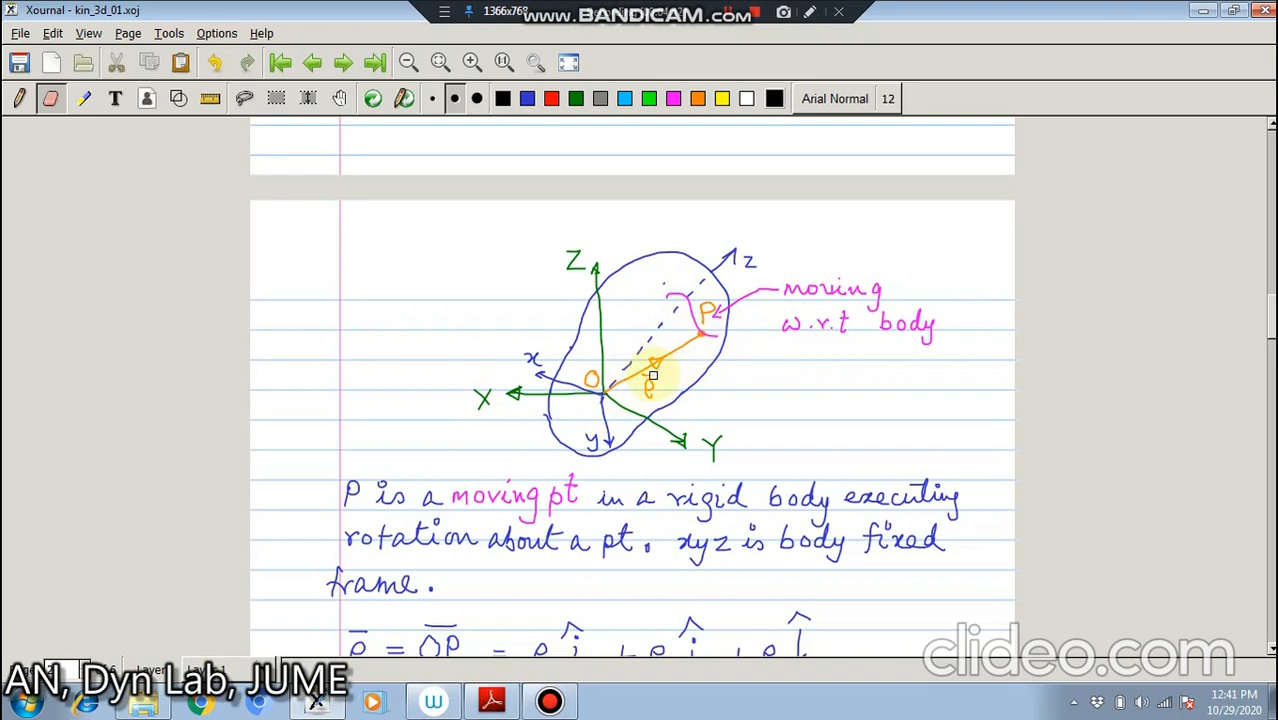 Xournal - kin_3d_01.xoj
1366x768
www.BANDICAM.com
File Edit View Page Tools Options Help
Arial Normal 12
Z
z
moving
P
w.r.t body
x
O
ρ̄
X
y
Y
P is a moving pt in a rigid body executing
rotation about a pt. xyz is body fixed
frame.
clideo.com
AN, Dyn Lab, JUME
12:41 PM
10/29/2020